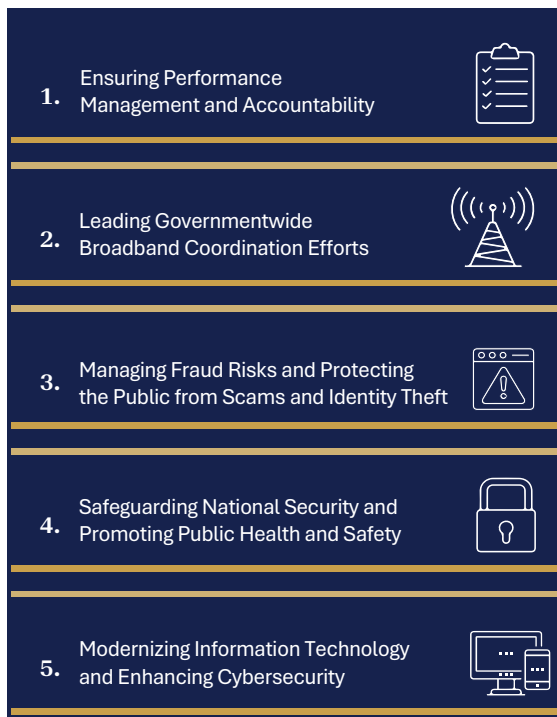 1. Ensuring Performance
Management and Accountability
2. Leading Governmentwide
Broadband Coordination Efforts
3. Managing Fraud Risks and Protecting
the Public from Scams and Identity Theft
4. Safeguarding National Security and
Promoting Public Health and Safety
5. Modernizing Information Technology
and Enhancing Cybersecurity